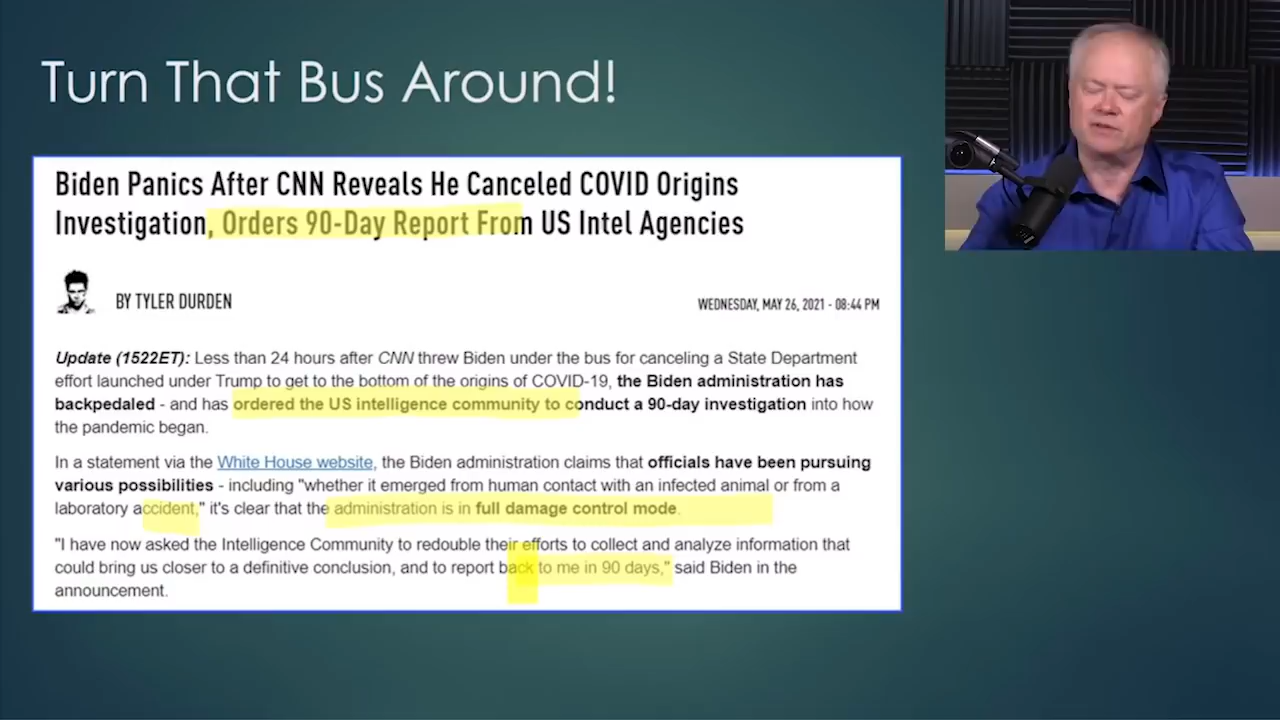 Turn That Bus Around!
Biden Panics After CNN Reveals He Canceled COVID Origins
Investigation, Orders 90-Day Report From US Intel Agencies
BY TYLER DURDEN
WEDNESDAY, MAY 26, 2021 - 08:44 PM
Update (1522ET): Less than 24 hours after CNN threw Biden under the bus for canceling a State Department
effort launched under Trump to get to the bottom of the origins of COVID-19, the Biden administration has
backpedaled - and has ordered the US intelligence community to conduct a 90-day investigation into how
the pandemic began.
In a statement via the White House website, the Biden administration claims that officials have been pursuing
various possibilities - including "whether it emerged from human contact with an infected animal or from a
laboratory accident," it's clear that the administration is in full damage control mode.
"I have now asked the Intelligence Community to redouble their efforts to collect and analyze information that
could bring us closer to a definitive conclusion, and to report back to me in 90 days," said Biden in the
announcement.